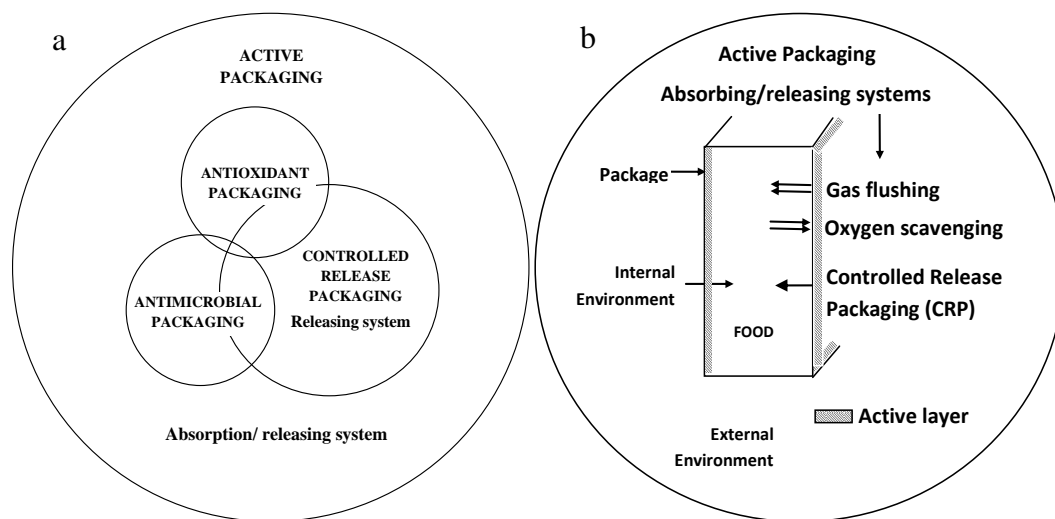 a
ACTIVE
PACKAGING
ANTIOXIDANT
PACKAGING
CONTROLLED
RELEASE
PACKAGING
Releasing system
ANTIMICROBIAL
PACKAGING
Absorption/ releasing system
b
Active Packaging
Absorbing/releasing systems
Package
Gas flushing
Oxygen scavenging
Internal
Environment
Controlled Release
Packaging (CRP)
FOOD
Active layer
External
Environment